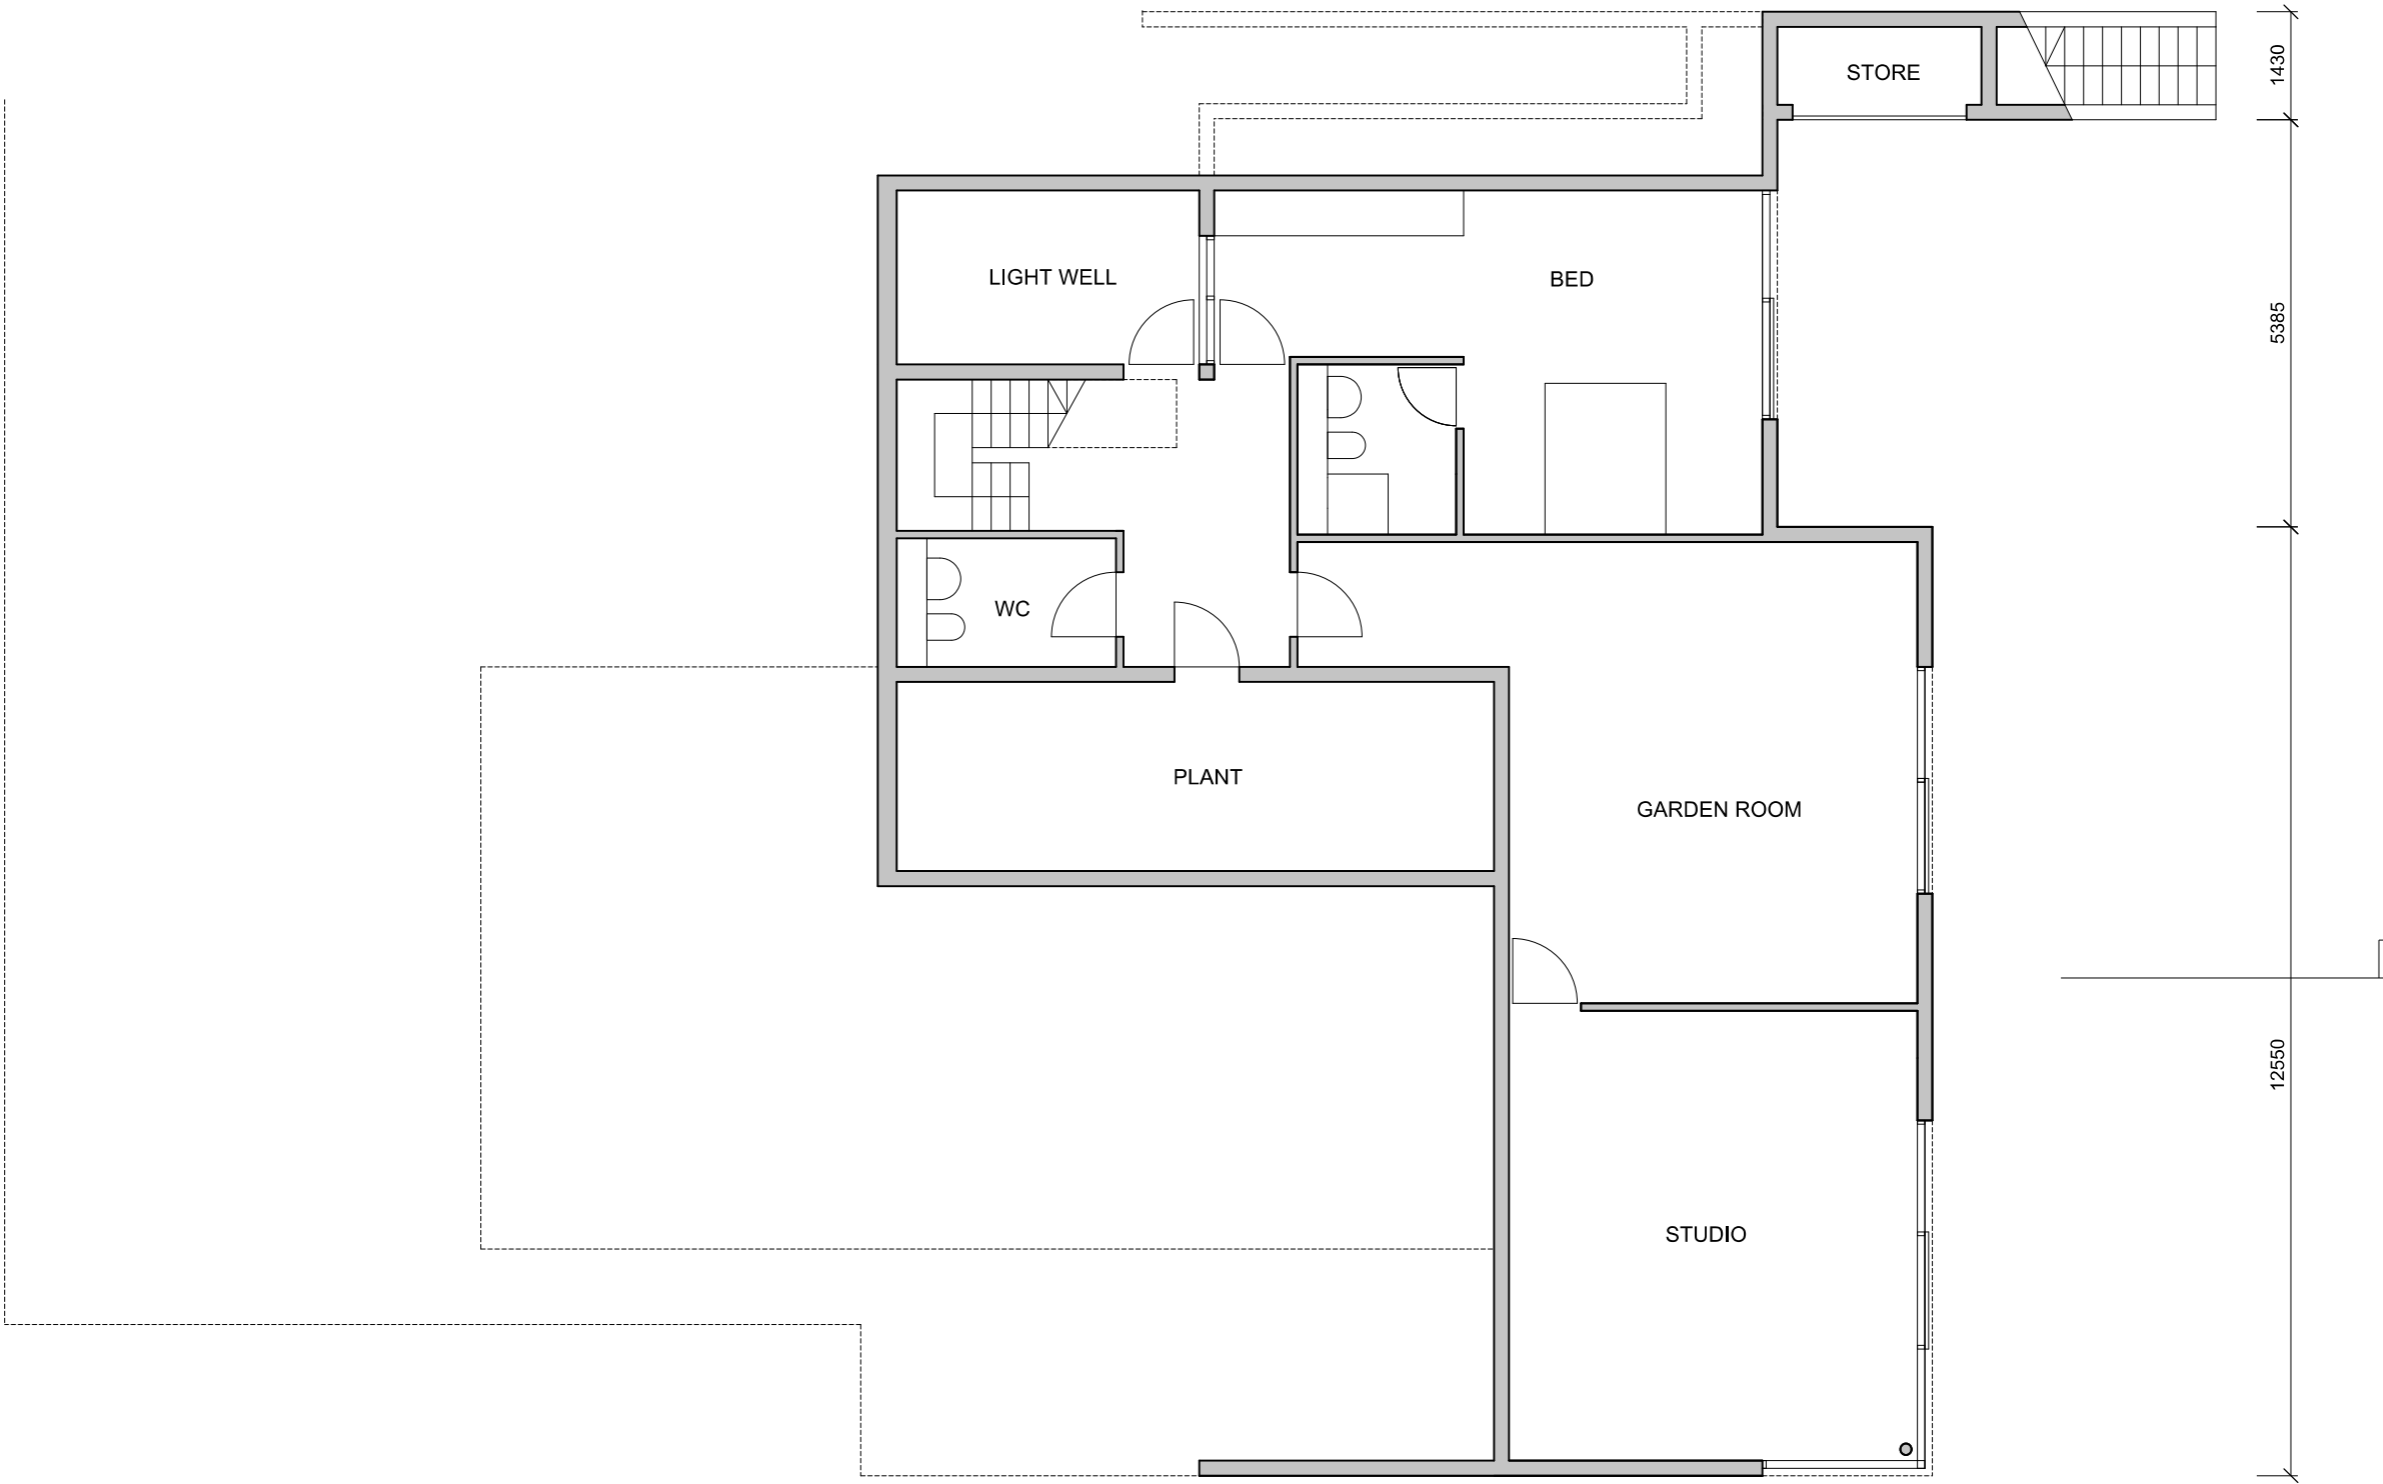 STORE
1430
LIGHT WELL
BED
5385
WC
PLANT
GARDEN ROOM
12550
STUDIO